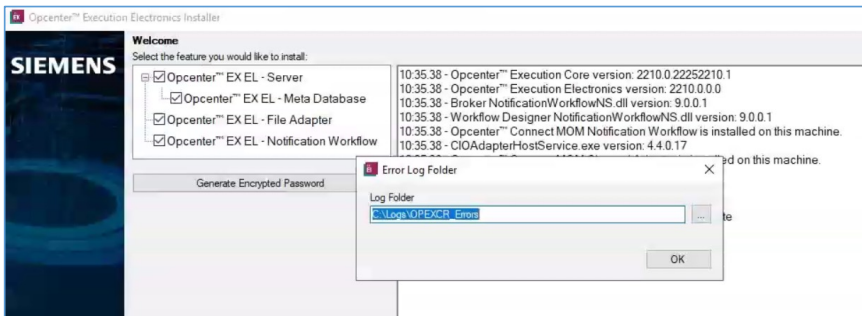 Opcenter™ Execution Electronics Installer
SIEMENS
Welcome
Select the feature you would like to install:
Opcenter™ EX EL - Server
Opcenter™ EX EL - Meta Database
Opcenter™ EX EL - File Adapter
Opcenter™ EX EL - Notification Workflow
Generate Encrypted Password
10:35.38 - Opcenter™ Execution Core version: 2210.0.22252210.1
10:35.38 - Opcenter™ Execution Electronics version: 2210.0.0.0
10:35.38 - Broker NotificationWorkflowNS.dll version: 9.0.0.1
10:35.38 - Workflow Designer NotificationWorkflowNS.dll version: 9.0.0.1
10:35.38 - Opcenter™ Connect MOM Notification Workflow is installed on this machine.
10:35.38 - CIOAdapterHostService.exe version: 4.4.0.17
ed on this machine.
te
Error Log Folder
Log Folder
C:\Logs\OPEXCR_Errors
...
OK